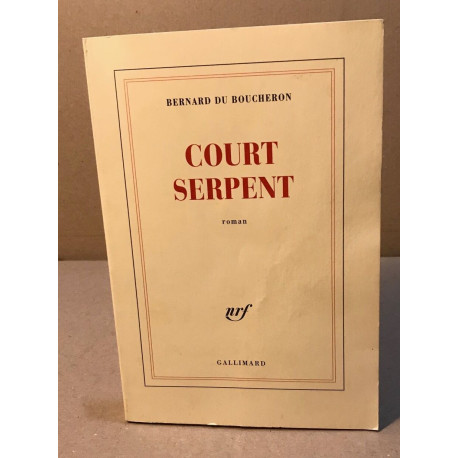 BERNARD DU BOUCHERON
COURT
SERPENT
roman
nrf
GALLIMARD